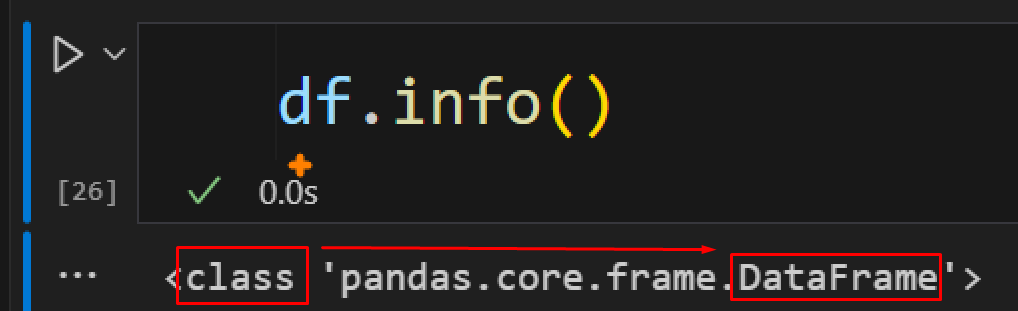 df.info()
[26]
0.0s
... <class 'pandas.core.frame.DataFrame'>